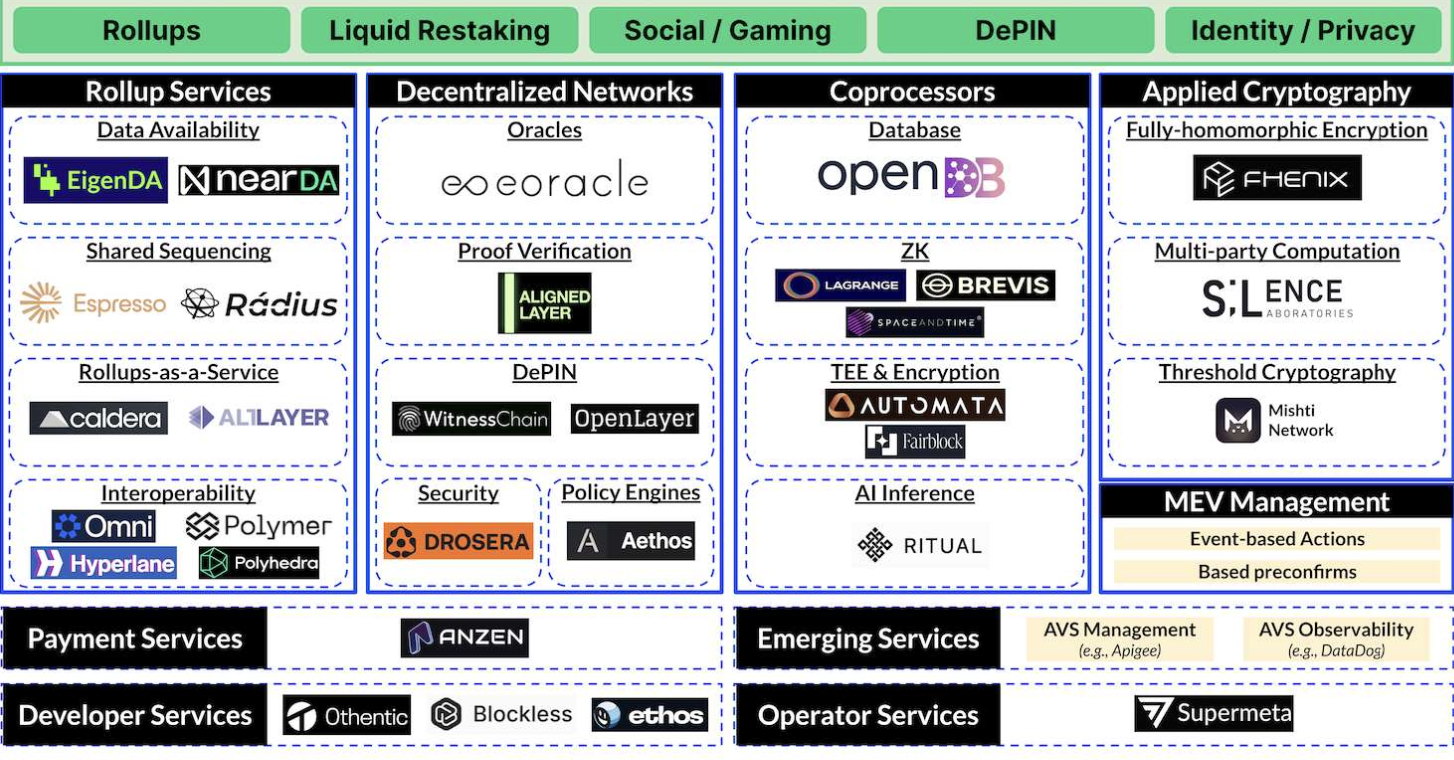 Rollups
Liquid Restaking
Social / Gaming
DePIN
Identity / Privacy
Rollup Services
Data Availability
EigenDA
nearDA
Shared Sequencing
Espresso
Rádius
Rollups-as-a-Service
caldera
ALTLAYER
Interoperability
Omni
Polymer
Hyperlane
Polyhedra
Decentralized Networks
Oracles
eoracle
Proof Verification
ALIGNED
LAYER
DePIN
WitnessChain
OpenLayer
Security
DROSERA
Policy Engines
Aethos
Coprocessors
Database
openDB
ZK
LAGRANGE
BREVIS
SPACEANDTIME
TEE & Encryption
AUTOMATA
Fairblock
AI Inference
RITUAL
Applied Cryptography
Fully-homomorphic Encryption
FHENIX
Multi-party Computation
S;LENCE
LABORATORIES
Threshold Cryptography
Mishti
Network
MEV Management
Event-based Actions
Based preconfirms
Payment Services
ANZEN
Emerging Services
AVS Management
(e.g., Apigee)
AVS Observability
(e.g., DataDog)
Developer Services
Othentic
Blockless
ethos
Operator Services
Supermeta